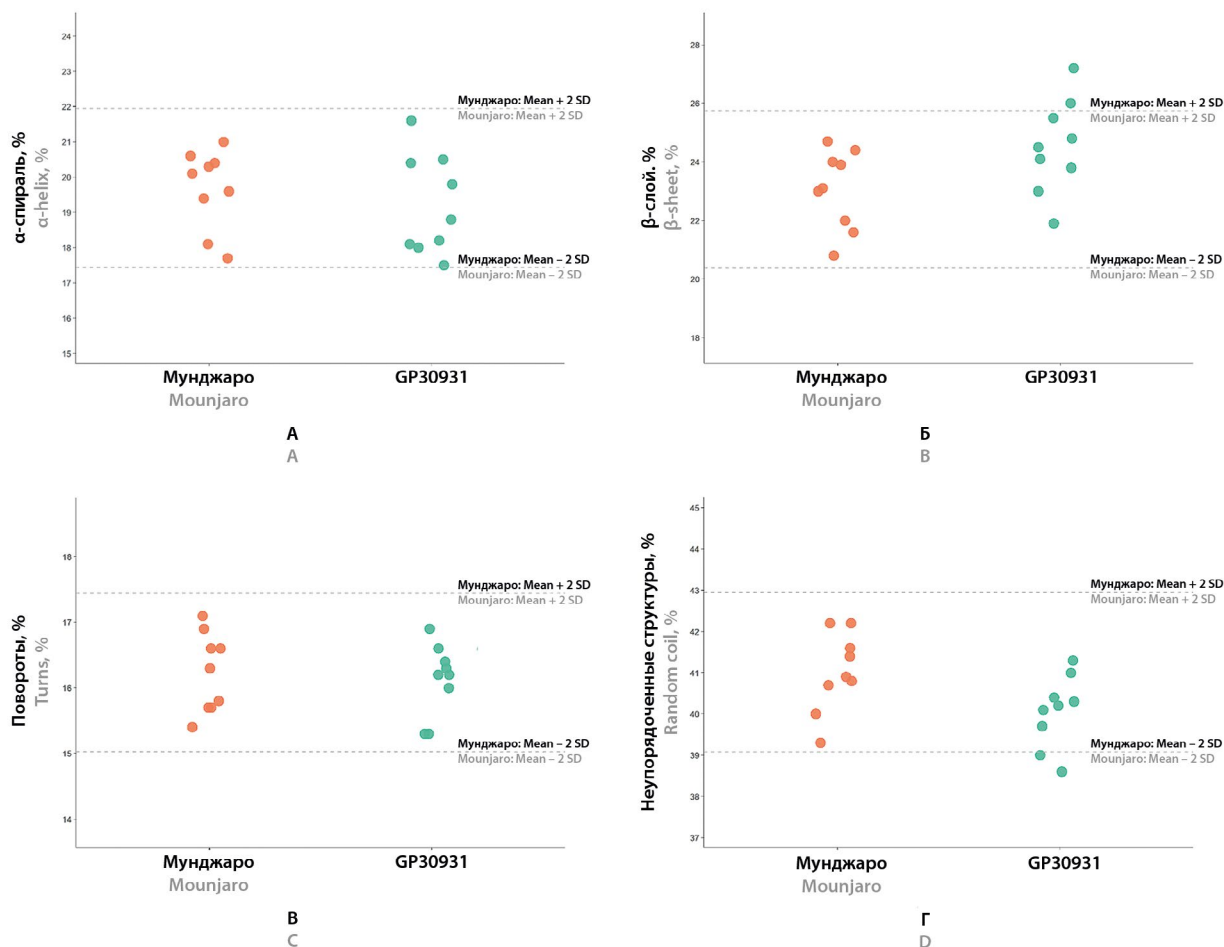 α-спираль, %
α-helix, %
24
23
22
21
20
19
18
17
16
15
Мунджаро: Mean + 2 SD
Mounjaro: Mean + 2 SD
Мунджаро: Mean – 2 SD
Mounjaro: Mean – 2 SD
Мунджаро
Mounjaro
GP30931
А
A
β-слой. %
β-sheet, %
28
26
24
22
20
18
Мунджаро: Mean + 2 SD
Mounjaro: Mean + 2 SD
Мунджаро: Mean – 2 SD
Mounjaro: Mean – 2 SD
Мунджаро
Mounjaro
GP30931
Б
B
Повороты, %
Turns, %
18
17
16
15
14
Мунджаро: Mean + 2 SD
Mounjaro: Mean + 2 SD
Мунджаро: Mean – 2 SD
Mounjaro: Mean – 2 SD
Мунджаро
Mounjaro
GP30931
В
C
Неупорядоченные структуры, %
Random coil, %
45
44
43
42
41
40
39
38
37
Мунджаро: Mean + 2 SD
Mounjaro: Mean + 2 SD
Мунджаро: Mean – 2 SD
Mounjaro: Mean – 2 SD
Мунджаро
Mounjaro
GP30931
Г
D